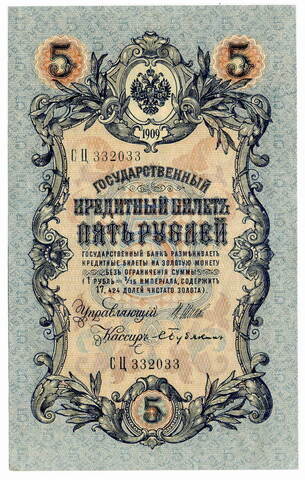 5 5
1909
СЦ 332033
ГОСУДАРСТВЕННЫЙ
КРЕДИТНЫЙ БИЛЕТЪ
ПЯТЬ РУБЛЕЙ
ГОСУДАРСТВЕННЫЙ БАНКЪ РАЗМѢНИВАЕТЪ
КРЕДИТНЫЕ БИЛЕТЫ НА ЗОЛОТУЮ МОНЕТУ
БЕЗЪ ОГРАНИЧЕНІЯ СУММЫ
(1 РУБЛЬ = 1/15 ИМПЕРІАЛА, СОДЕРЖИТЪ
17,424 ДОЛЕЙ ЧИСТАГО ЗОЛОТА).
Управляющій
Кассиръ
СЦ 332033
5